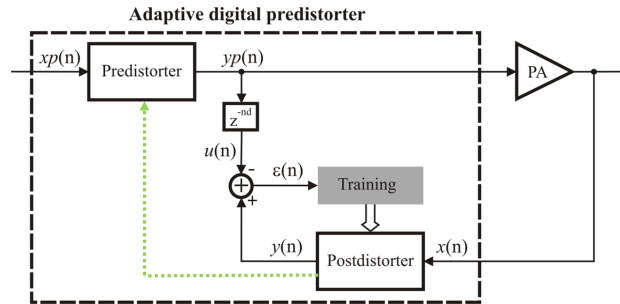 Adaptive digital predistorter
xp(n)
Predistorter
yp(n)
PA
z-nd
u(n)
-
+
ε(n)
Training
+
y(n)
Postdistorter
x(n)